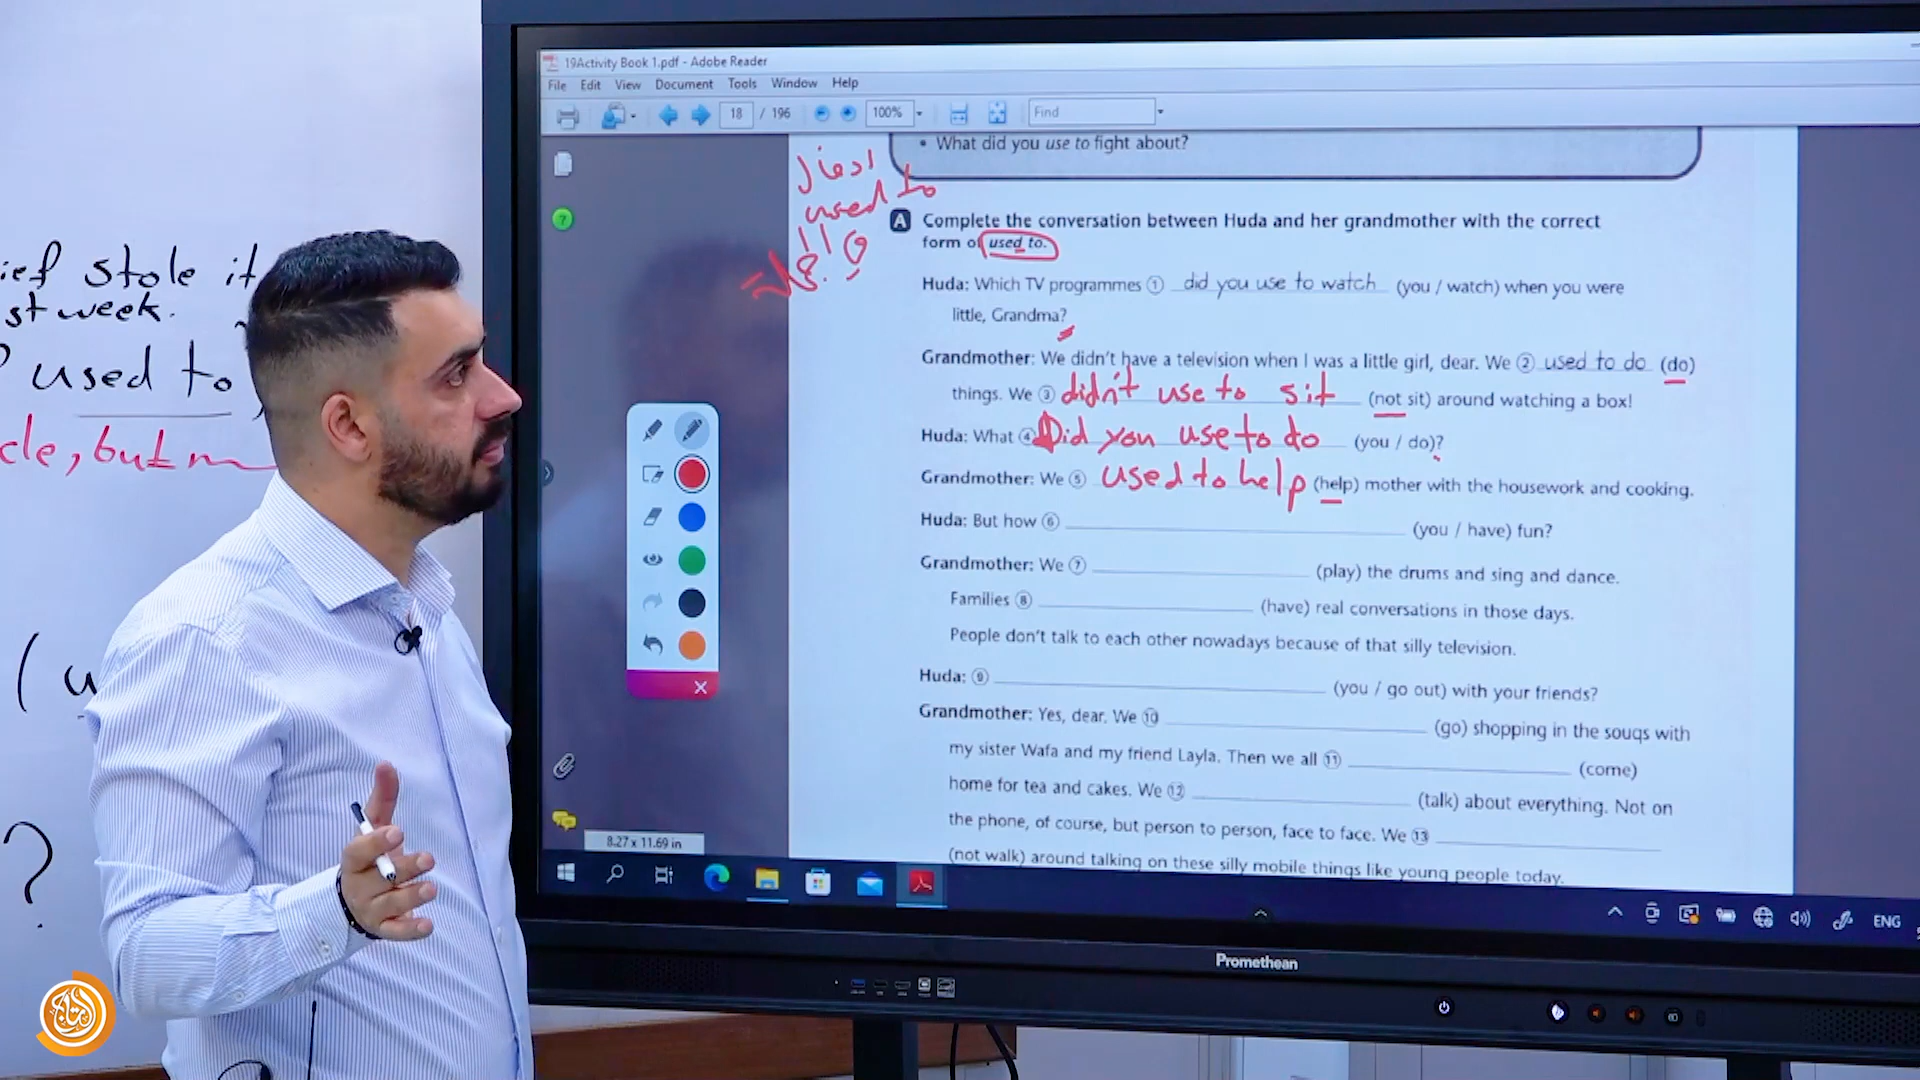 ief stole it
st week.
used to
cle, but m
(w
?
19Activity Book 1.pdf - Adobe Reader
File Edit View Document Tools Window Help
18 / 196 100% Find
• What did you use to fight about?
used to
A Complete the conversation between Huda and her grandmother with the correct
form of used to.
Huda: Which TV programmes ① did you use to watch (you / watch) when you were
little, Grandma?
Grandmother: We didn't have a television when I was a little girl, dear. We ② used to do (do)
things. We ③ didn't use to sit (not sit) around watching a box!
Huda: What ④ Did you use to do (you / do)?
Grandmother: We ⑤ used to help (help) mother with the housework and cooking.
Huda: But how ⑥ ____ (you / have) fun?
Grandmother: We ⑦ ____ (play) the drums and sing and dance.
Families ⑧ ____ (have) real conversations in those days.
People don't talk to each other nowadays because of that silly television.
Huda: ⑨ ____ (you / go out) with your friends?
Grandmother: Yes, dear. We ⑩ ____ (go) shopping in the souqs with
my sister Wafa and my friend Layla. Then we all ⑪ ____ (come)
home for tea and cakes. We ⑫ ____ (talk) about everything. Not on
the phone, of course, but person to person, face to face. We ⑬ ____
(not walk) around talking on these silly mobile things like young people today.
8.27 x 11.69 in
ENG
Promethean